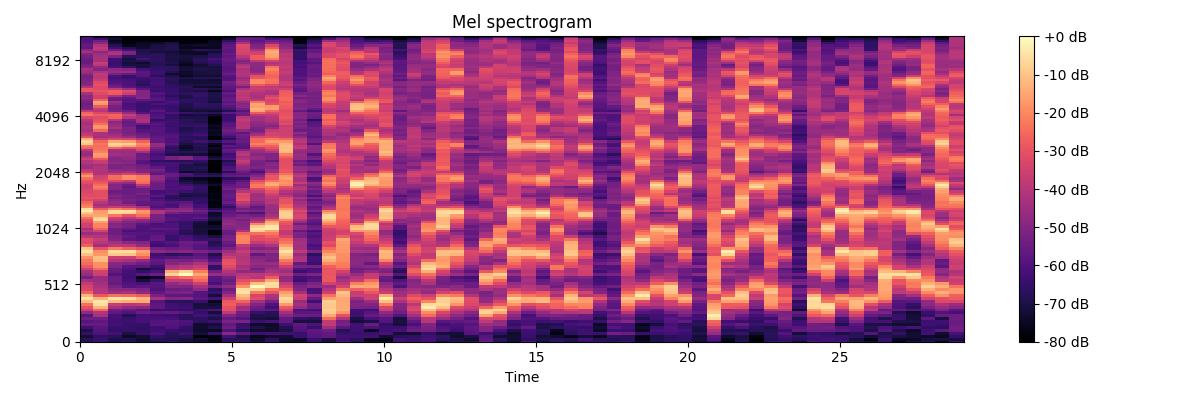 Mel spectrogram
Hz
8192
4096
2048
1024
512
0
0 5 10 15 20 25
Time
+0 dB
-10 dB
-20 dB
-30 dB
-40 dB
-50 dB
-60 dB
-70 dB
-80 dB